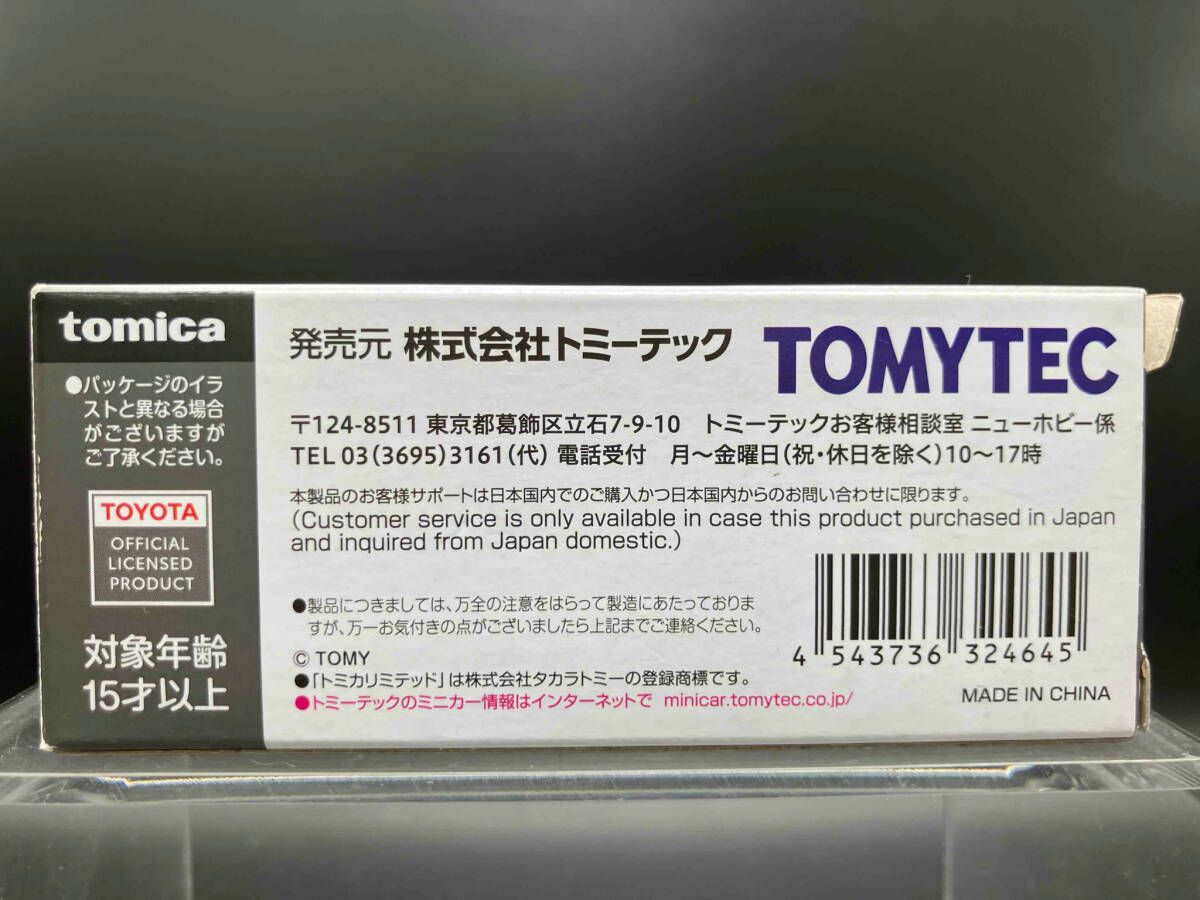 tomica
●パッケージのイラ
ストと異なる場合
がございますが
ご了承ください。
TOYOTA
OFFICIAL
LICENSED
PRODUCT
対象年齢
15才以上
発売元 株式会社トミーテック
TOMYTEC
〒124-8511 東京都葛飾区立石7-9-10 トミーテックお客様相談室 ニューホビー係
TEL 03(3695)3161(代) 電話受付 月〜金曜日(祝・休日を除く)10〜17時
本製品のお客様サポートは日本国内でのご購入かつ日本国内からのお問い合わせに限ります。
(Customer service is only available in case this product purchased in Japan
and inquired from Japan domestic.)
●製品につきましては、万全の注意をはらって製造にあたっておりま
すが、万一お気付きの点がございましたら上記までご連絡ください。
© TOMY
●「トミカリミテッド」は株式会社タカラトミーの登録商標です。
●トミーテックのミニカー情報はインターネットで minicar.tomytec.co.jp/
4 543736 324645
MADE IN CHINA